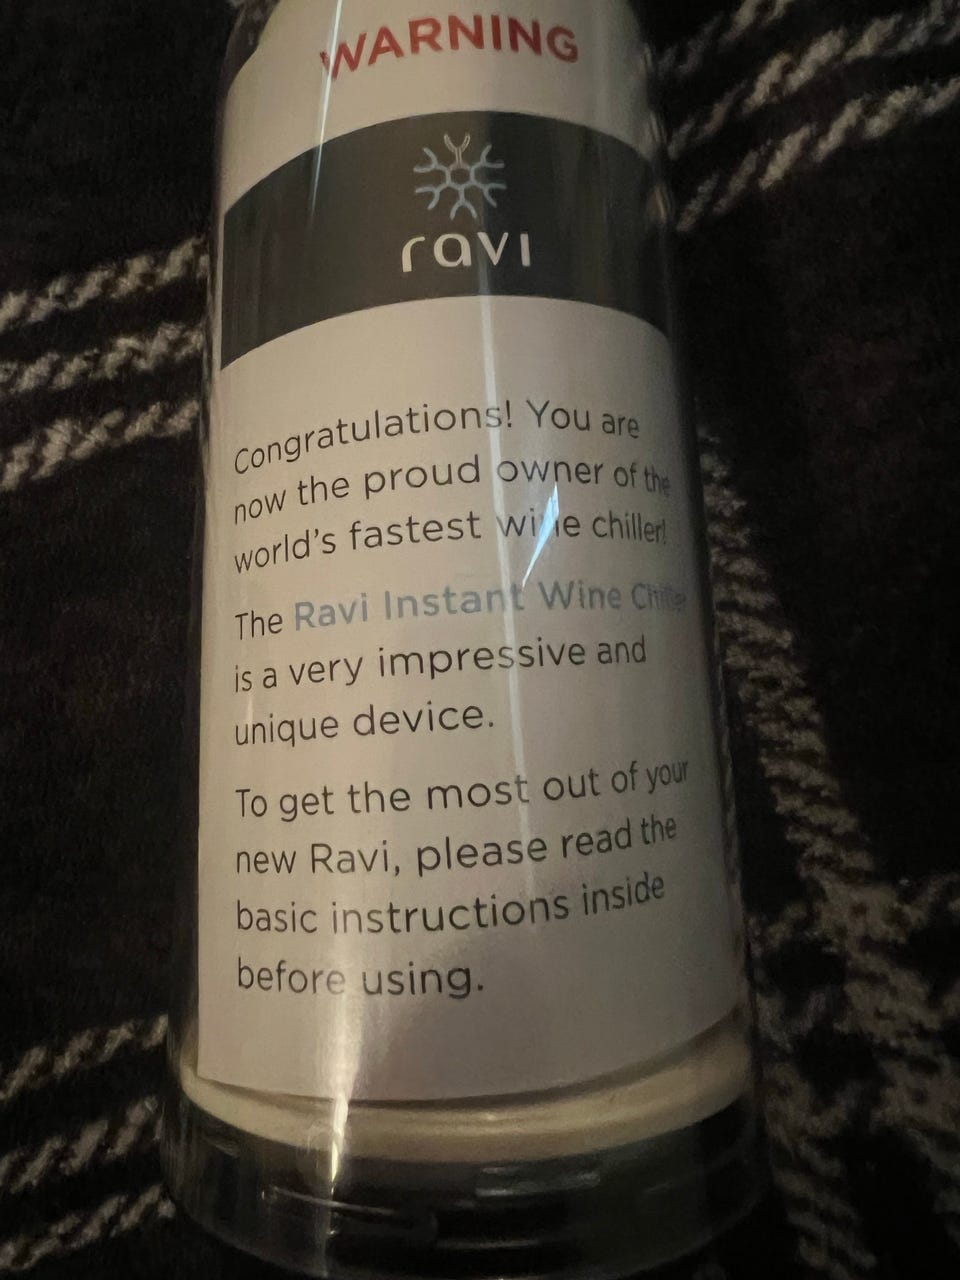 WARNING
ravi
Congratulations! You are
now the proud owner of the
world's fastest wine chiller!
The Ravi Instant Wine Chiller
is a very impressive and
unique device.
To get the most out of your
new Ravi, please read the
basic instructions inside
before using.